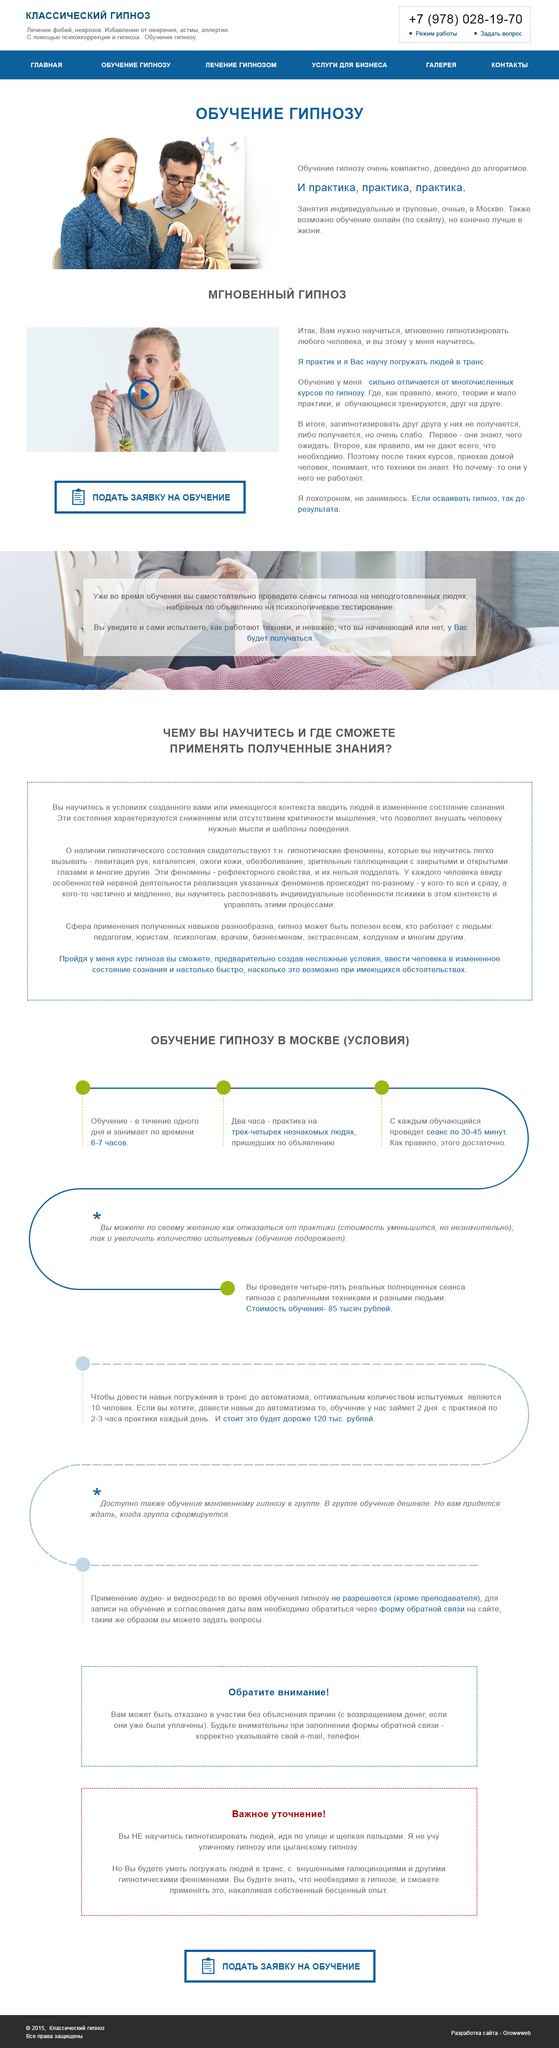 КЛАССИЧЕСКИЙ ГИПНОЗ
Лечение фобий, неврозов. Избавление от ожирения, астмы, аллергии.
С помощью психокоррекции и гипноза. Обучение гипнозу.
+7 (978) 028-19-70
Режим работы
Задать вопрос
ГЛАВНАЯ
ОБУЧЕНИЕ ГИПНОЗУ
ЛЕЧЕНИЕ ГИПНОЗОМ
УСЛУГИ ДЛЯ БИЗНЕСА
ГАЛЕРЕЯ
КОНТАКТЫ
ОБУЧЕНИЕ ГИПНОЗУ
Обучение гипнозу очень компактно, доведено до алгоритмов.
И практика, практика, практика.
Занятия индивидуальные и груповые, очные, в Москве. Также
возможно обучение онлайн (по скайпу), но конечно лучше в
жизни.
МГНОВЕННЫЙ ГИПНОЗ
Итак, Вам нужно научиться, мгновенно гипнотизировать
любого человека, и вы этому у меня научитесь.
Я практик и я Вас научу погружать людей в транс.
Обучение у меня сильно отличается от многочисленных
курсов по гипнозу. Где, как правило, много, теории и мало
практики, и обучающиеся тренируются, друг на друге.
В итоге, загипнотизировать друг друга у них не получается,
либо получается, но очень слабо. Первое - они знают, чего
ожидать. Второе, как правило, им не дают всего, что
необходимо. Поэтому после таких курсов, приехав домой
человек, понимает, что техники он знает. Но почему- то они у
него не работают.
Я лохотроном, не занимаюсь. Если осваивать гипноз, так до
результата.
ПОДАТЬ ЗАЯВКУ НА ОБУЧЕНИЕ
Уже во время обучения вы самостоятельно проведете сеансы гипноза на неподготовленных людях,
набраных по объявлению на психологическое тестирование.
Вы увидите и сами испытаете, как работают техники, и неважно, что вы начинающий или нет, у Вас
будет получаться.
ЧЕМУ ВЫ НАУЧИТЕСЬ И ГДЕ СМОЖЕТЕ
ПРИМЕНЯТЬ ПОЛУЧЕННЫЕ ЗНАНИЯ?
Вы научитесь в условиях созданного вами или имеющегося контекста вводить людей в измененное состояние сознания.
Эти состояния характеризуются снижением или отсутствием критичности мышления, что позволяет внушать человеку
нужные мысли и шаблоны поведения.
О наличии гипнотического состояния свидетельствуют т.н. гипнотические феномены, которые вы научитесь легко
вызывать - левитация рук, каталепсия, ожоги кожи, обезболивание, зрительные галлюцинации с закрытыми и открытыми
глазами и многие другие. Эти феномены - рефлекторного свойства, и их нельзя подделать. У каждого человека ввиду
особенностей нервной деятельности реализация указанных феноменов происходит по-разному - у кого-то все и сразу, а
кого-то частично и медленно, вы научитесь распознавать индивидуальные особенности психики в этом контексте и
управлять этими процессами.
Сфера применения полученных навыков разнообразна, гипноз может быть полезен всем, кто работает с людьми:
педагогам, юристам, психологам, врачам, бизнесменам, экстрасенсам, колдунам и многим другим.
Пройдя у меня курс гипноза вы сможете, предварительно создав несложные условия, ввести человека в измененное
состояние сознания и настолько быстро, насколько это возможно при имеющихся обстоятельствах.
ОБУЧЕНИЕ ГИПНОЗУ В МОСКВЕ (УСЛОВИЯ)
Обучение - в течение одного
дня и занимает по времени
6-7 часов.
Два часа - практика на
трех-четырех незнакомых людях,
пришедших по объявлению
С каждым обучающийся
проведет сеанс по 30-45 минут.
Как правило, этого достаточно.
*
Вы можете по своему желанию как отказаться от практики (стоимость уменьшится, но незначительно),
так и увеличить количество испытуемых (обучение подорожает).
Вы проведете четыре-пять реальных полноценных сеанса
гипноза с различными техниками и разными людьми.
Стоимость обучения- 85 тысяч рублей.
Чтобы довести навык погружения в транс до автоматизма, оптимальным количеством испытуемых является
10 человек. Если вы хотите, довести навык до автоматизма то, обучение у нас займет 2 дня с практикой по
2-3 часа практики каждый день. И стоит это будет дороже 120 тыс. рублей.
*
Доступно также обучение мгновенному гипнозу в группе. В группе обучение дешевле. Но вам придется
ждать, когда группа сформируется.
Применение аудио- и видеосредств во время обучения гипнозу не разрешается (кроме преподавателя), для
записи на обучение и согласования даты вам необходимо обратиться через форму обратной связи на сайте,
таким же образом вы можете задать вопросы.
Обратите внимание!
Вам может быть отказано в участии без объяснения причин (с возвращением денег, если
они уже были уплачены). Будьте внимательны при заполнении формы обратной связи -
корректно указывайте свой e-mail, телефон.
Важное уточнение!
Вы НЕ научитесь гипнотизировать людей, идя по улице и щелкая пальцами. Я не учу
уличному гипнозу или цыганскому гипнозу.
Но Вы будете уметь погружать людей в транс, с внушенными галюцинациями и другими
гипнотическими феноменами. Вы будете знать, что необходимо в гипнозе, и сможете
применять это, накапливая собственный бесценный опыт.
ПОДАТЬ ЗАЯВКУ НА ОБУЧЕНИЕ
© 2015, Классический гипноз
Все права защищены
Разработка сайта - Growwweb